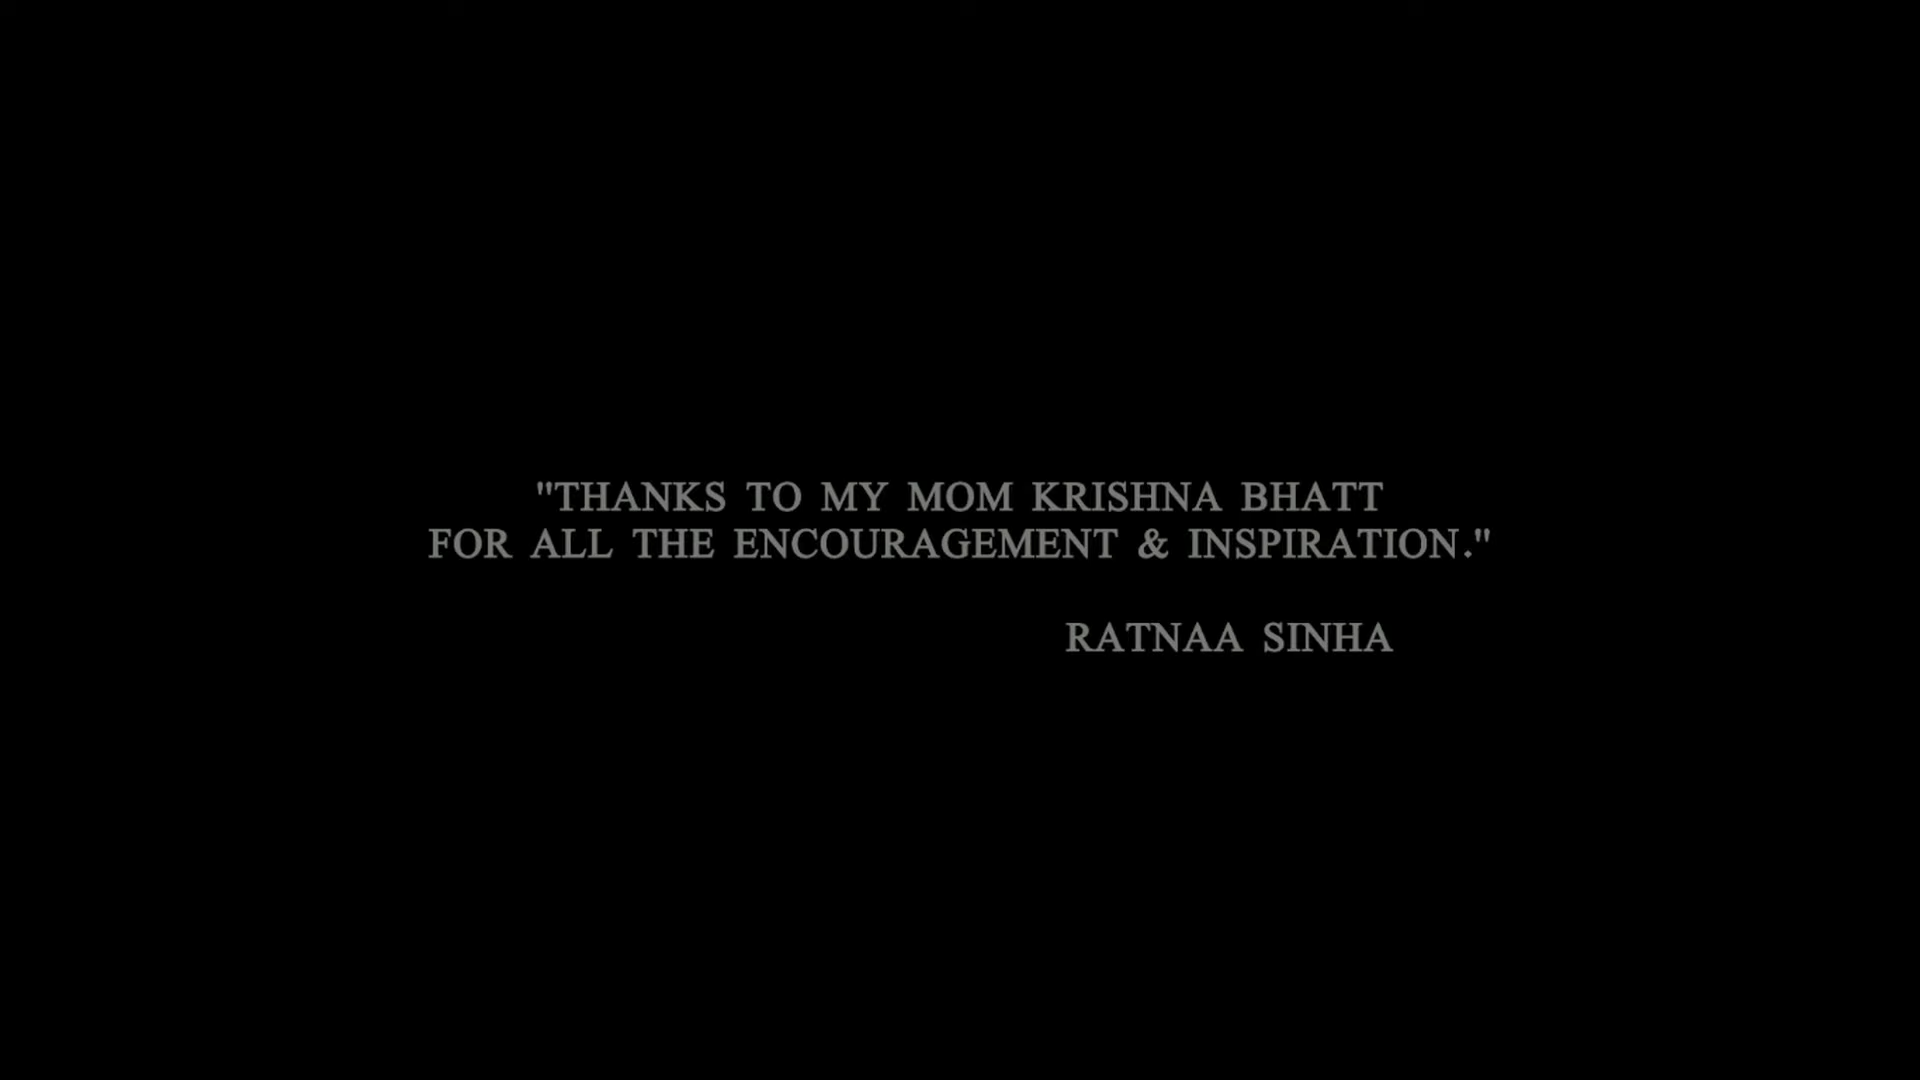 "THANKS TO MY MOM KRISHNA BHATT
FOR ALL THE ENCOURAGEMENT & INSPIRATION."
RATNAA SINHA